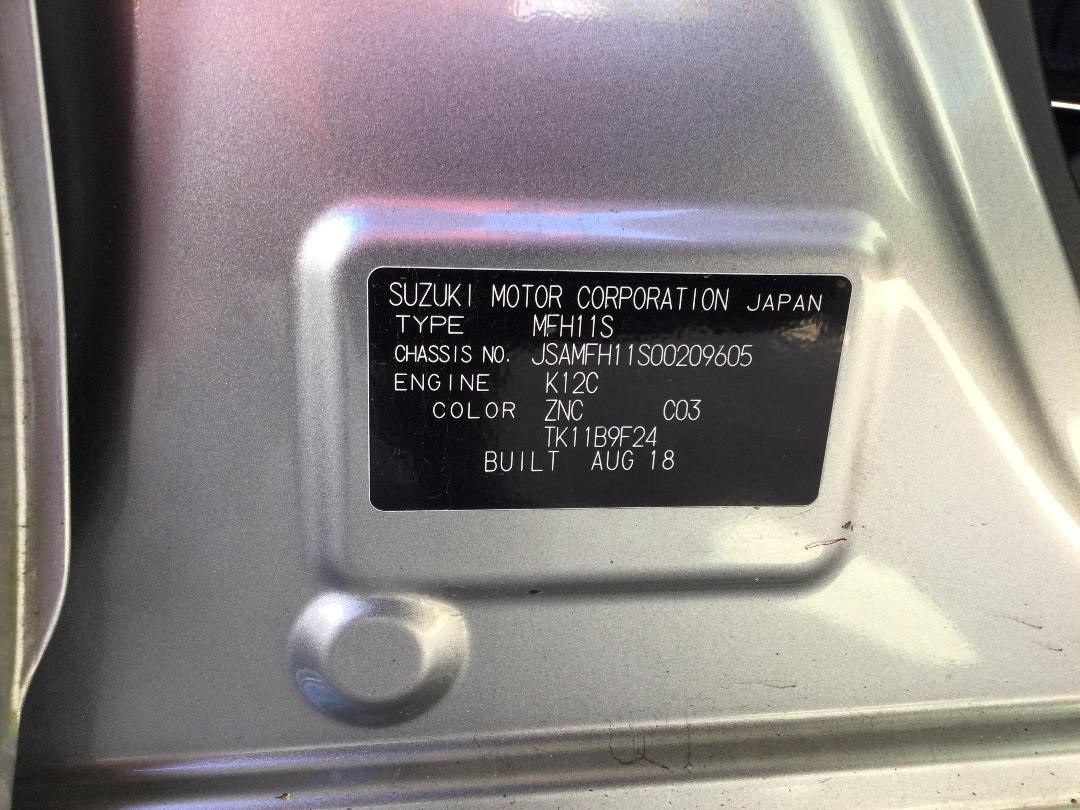 SUZUKI MOTOR CORPORATION JAPAN
TYPE MFH11S
CHASSIS NO. JSAMFH11S00209605
ENGINE K12C
COLOR ZNC C03
TK11B9F24
BUILT AUG 18